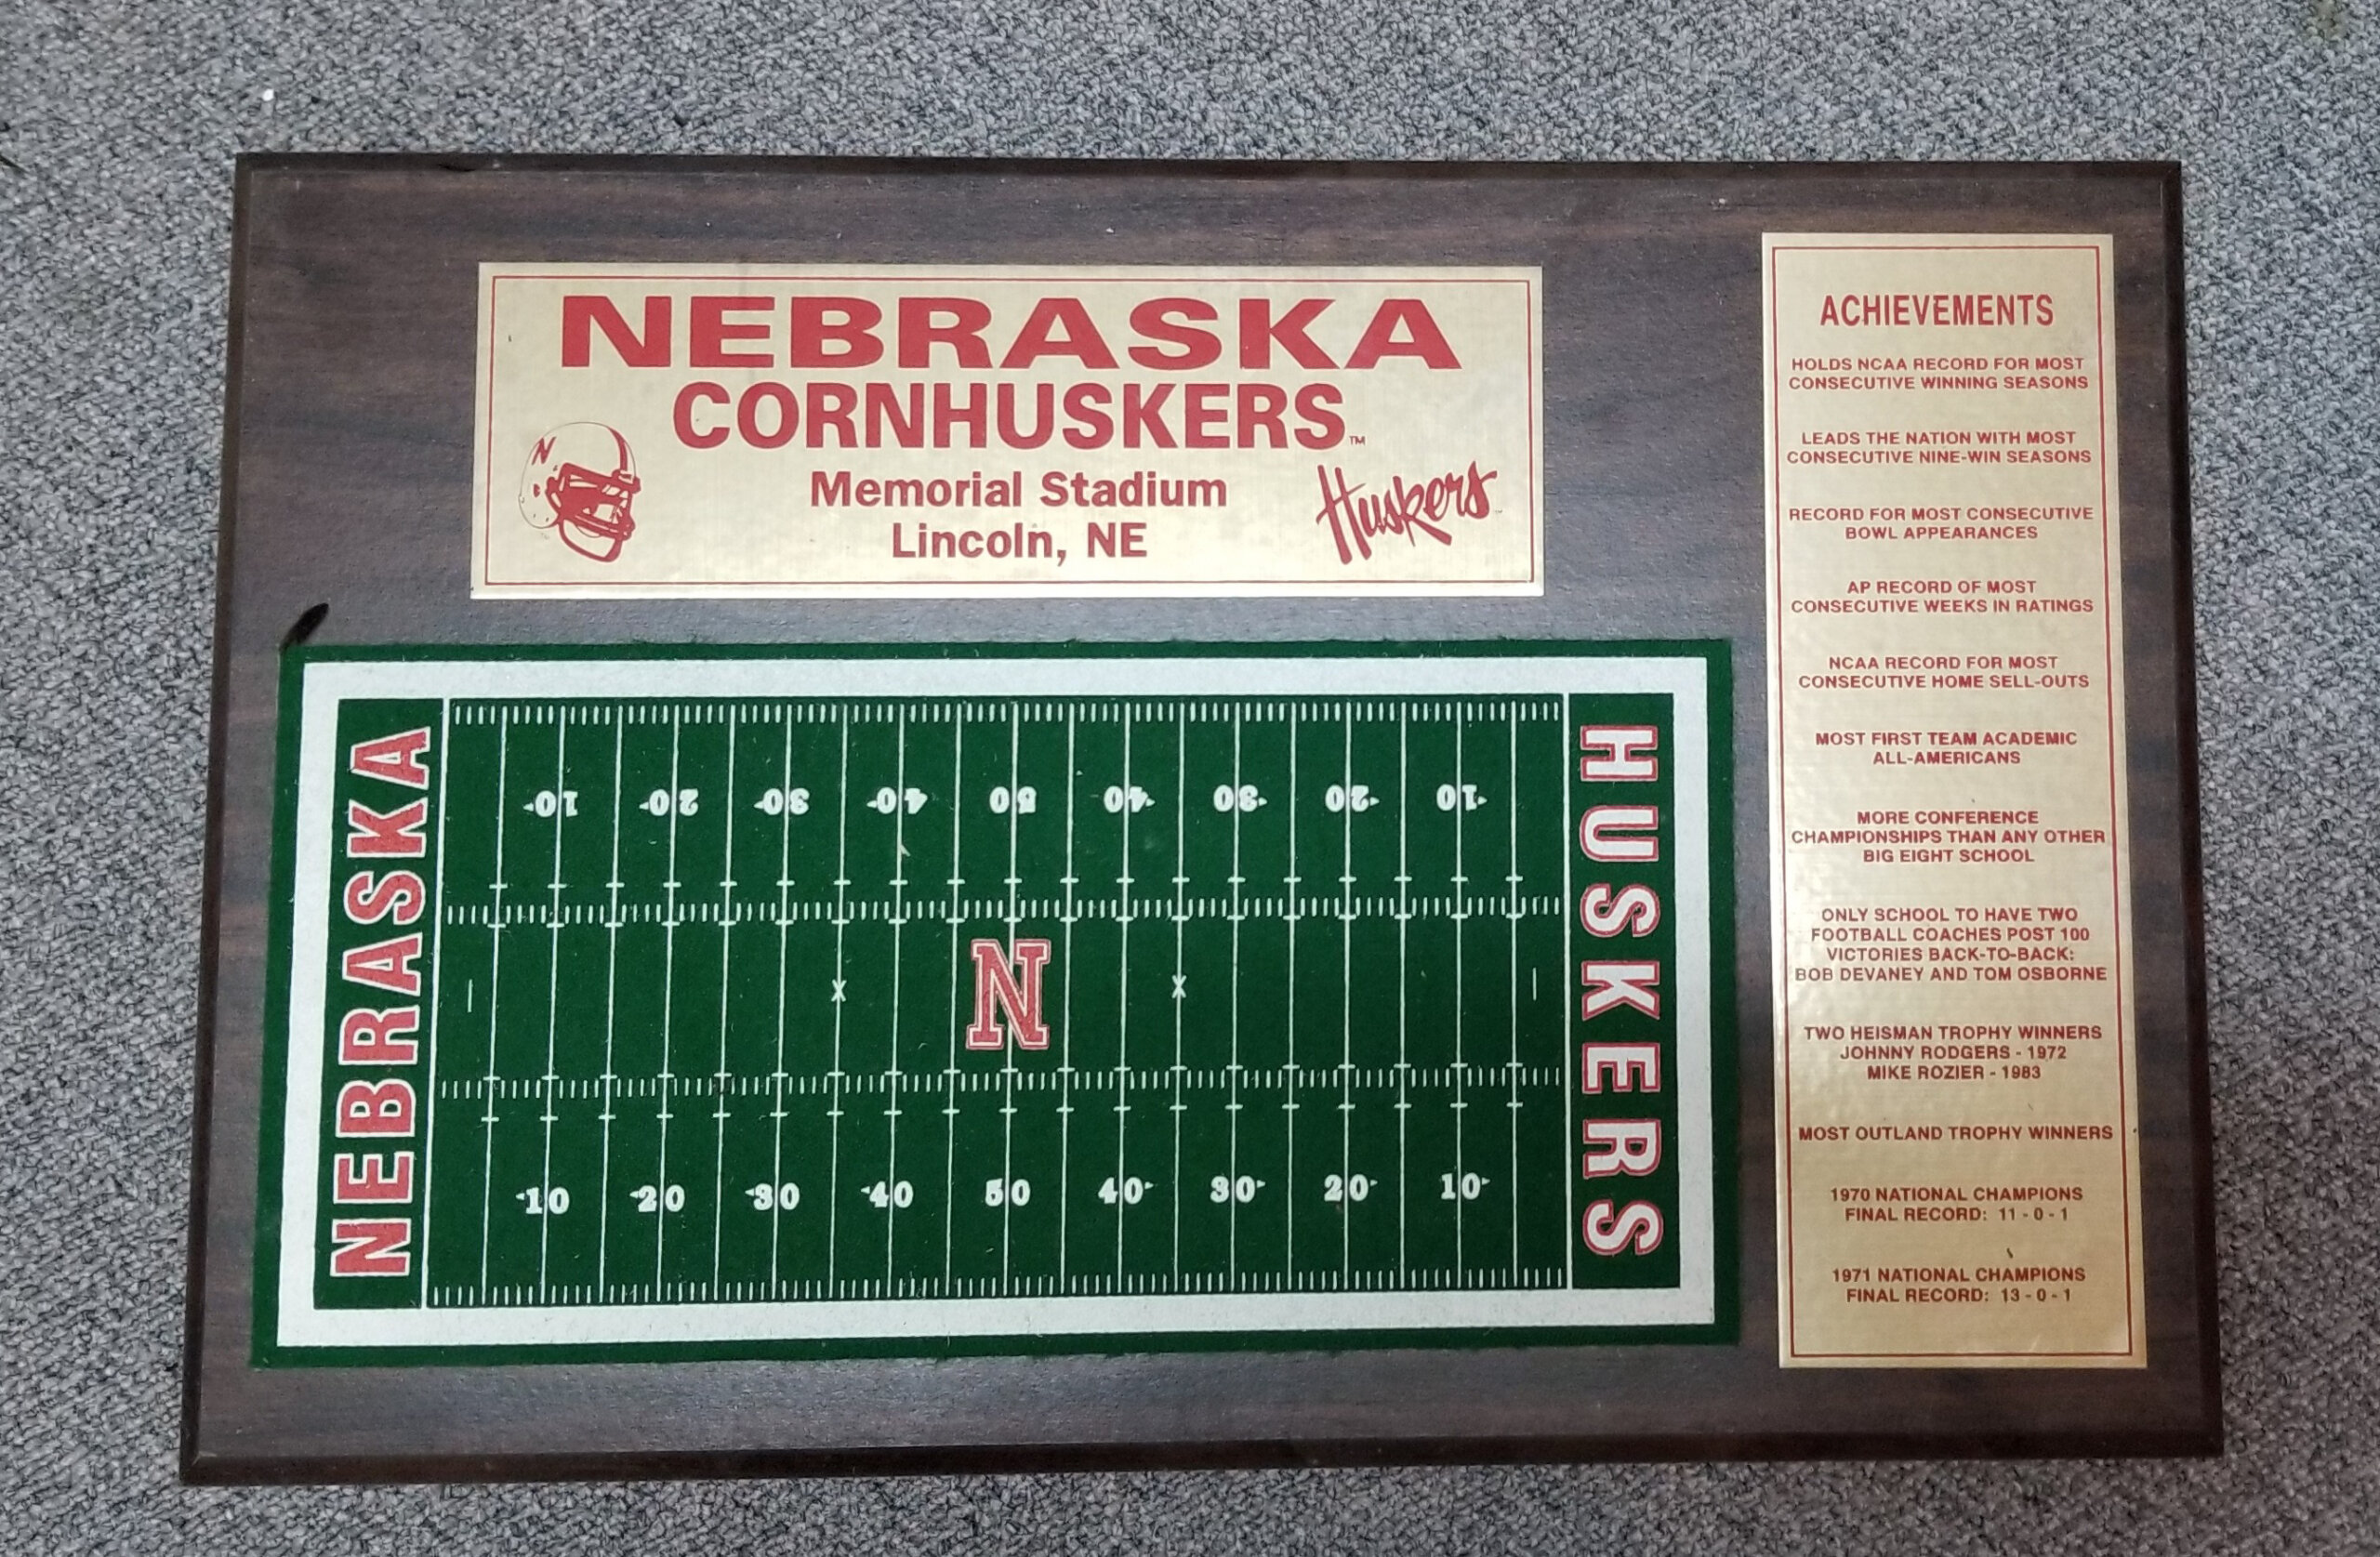 NEBRASKA
CORNHUSKERS™
Memorial Stadium
Lincoln, NE
N
Huskers
NEBRASKA
10 20 30 40 50 40 30 20 10
N
X X
10 20 30 40 50 40 30 20 10
HUSKERS
ACHIEVEMENTS
HOLDS NCAA RECORD FOR MOST
CONSECUTIVE WINNING SEASONS
LEADS THE NATION WITH MOST
CONSECUTIVE NINE-WIN SEASONS
RECORD FOR MOST CONSECUTIVE
BOWL APPEARANCES
AP RECORD OF MOST
CONSECUTIVE WEEKS IN RATINGS
NCAA RECORD FOR MOST
CONSECUTIVE HOME SELL-OUTS
MOST FIRST TEAM ACADEMIC
ALL-AMERICANS
MORE CONFERENCE
CHAMPIONSHIPS THAN ANY OTHER
BIG EIGHT SCHOOL
ONLY SCHOOL TO HAVE TWO
FOOTBALL COACHES POST 100
VICTORIES BACK-TO-BACK:
BOB DEVANEY AND TOM OSBORNE
TWO HEISMAN TROPHY WINNERS
JOHNNY RODGERS - 1972
MIKE ROZIER - 1983
MOST OUTLAND TROPHY WINNERS
1970 NATIONAL CHAMPIONS
FINAL RECORD: 11 - 0 - 1
1971 NATIONAL CHAMPIONS
FINAL RECORD: 13 - 0 - 1